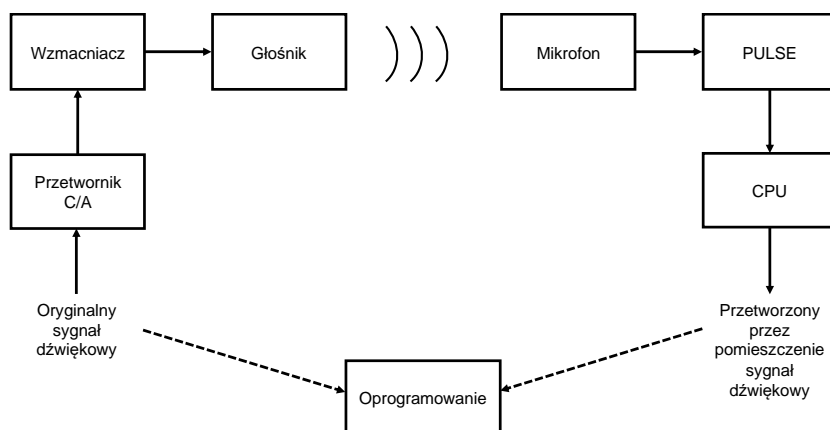 Wzmacniacz
Głośnik
Mikrofon
PULSE
Przetwornik
C/A
CPU
Oryginalny
sygnał
dźwiękowy
Przetworzony
przez
pomieszczenie
sygnał
dźwiękowy
Oprogramowanie